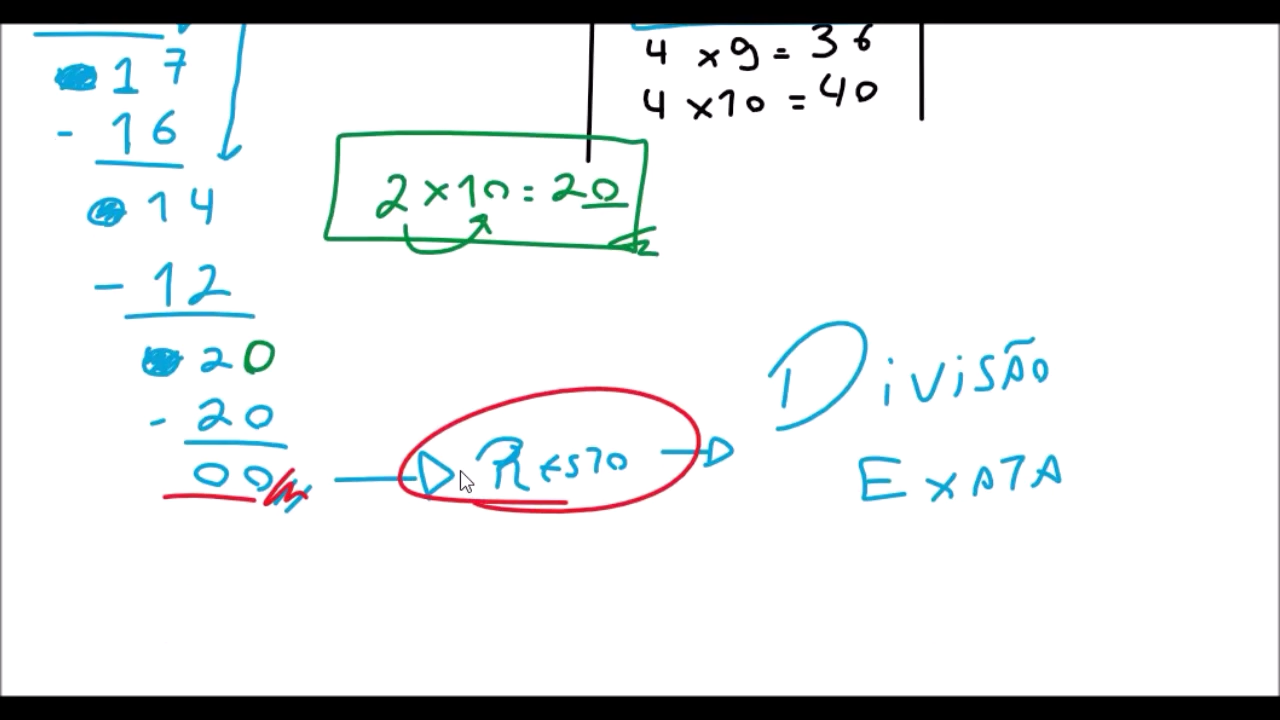 17
- 16
14
- 12
20
- 20
00
4 x 9 = 36
4 x 10 = 40
2 x 10 = 20
Resto
Divisão
Exata